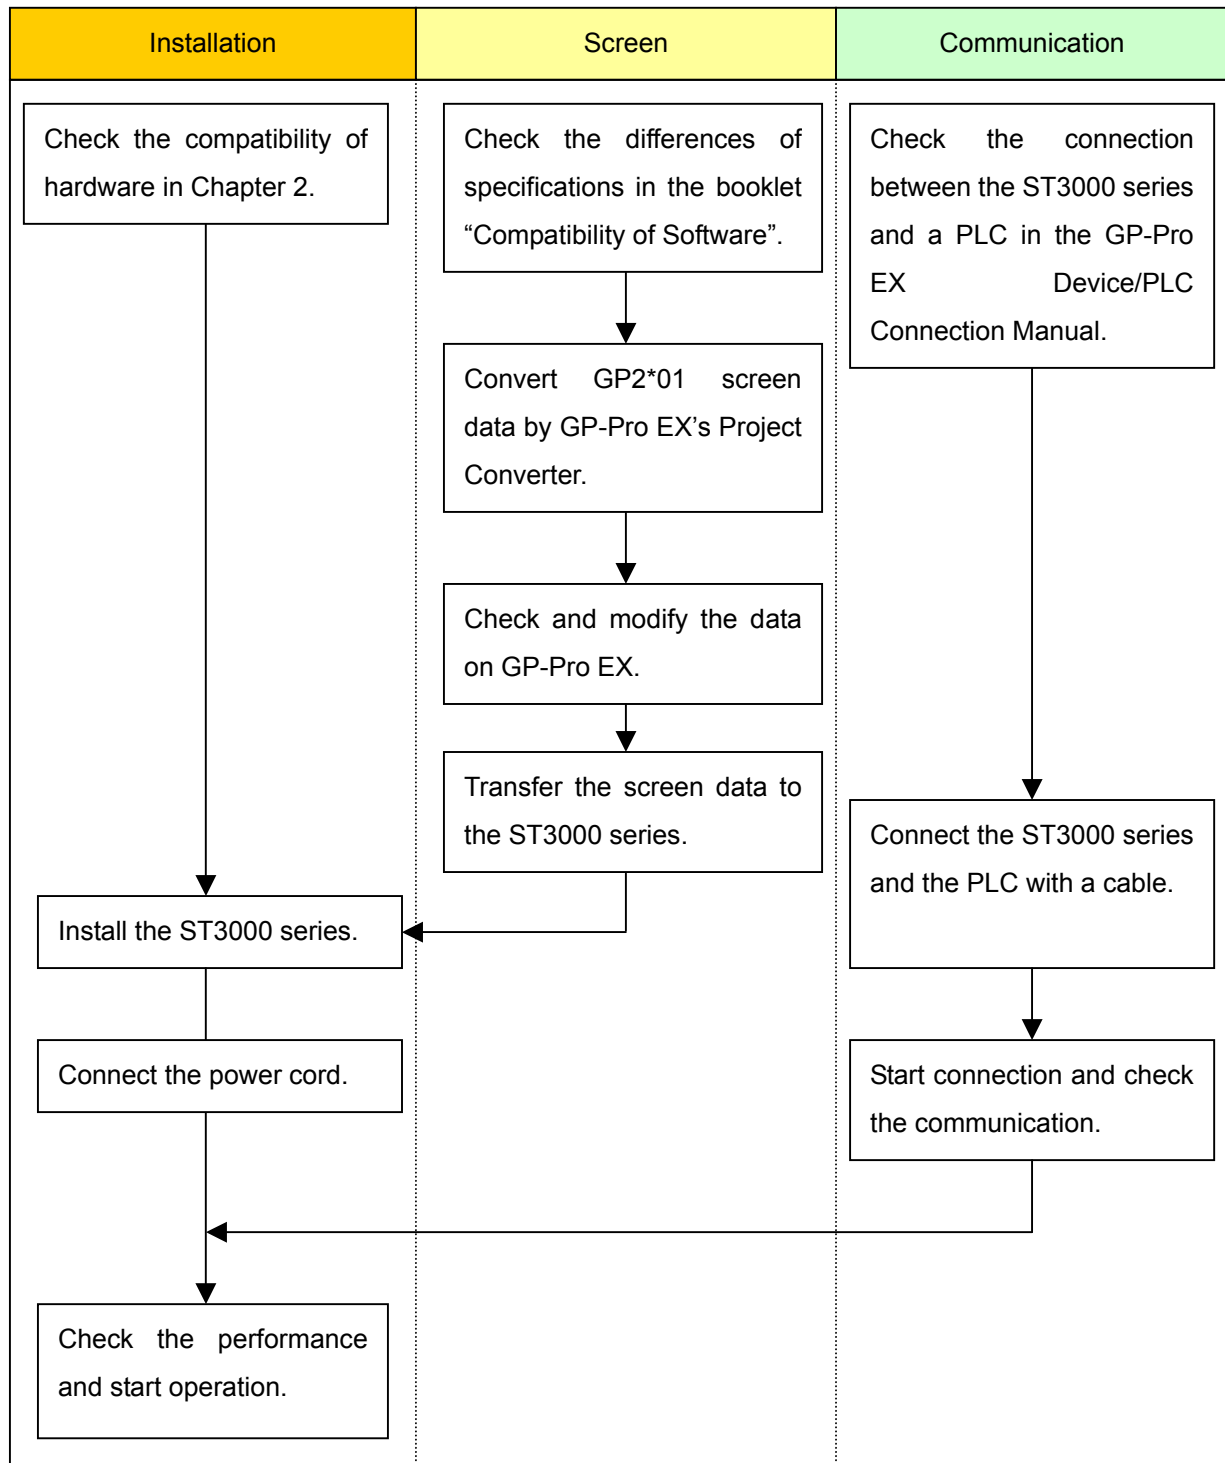 Installation
Screen
Communication
Check the compatibility of
hardware in Chapter 2.
Check the differences of
specifications in the booklet
“Compatibility of Software”.
Check the connection
between the ST3000 series
and a PLC in the GP-Pro
EX Device/PLC
Connection Manual.
Convert GP2*01 screen
data by GP-Pro EX’s Project
Converter.
Check and modify the data
on GP-Pro EX.
Transfer the screen data to
the ST3000 series.
Connect the ST3000 series
and the PLC with a cable.
Install the ST3000 series.
Connect the power cord.
Start connection and check
the communication.
Check the performance
and start operation.